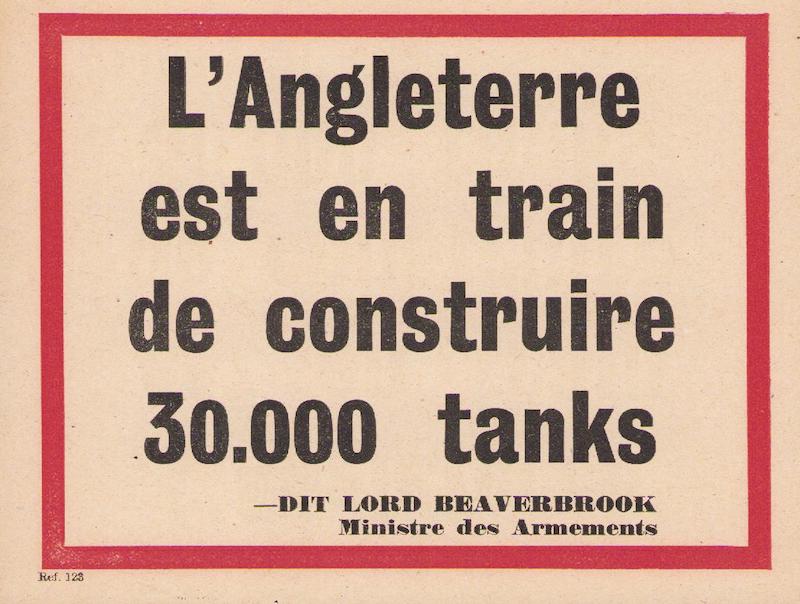 L'Angleterre
est en train
de construire
30.000 tanks
—DIT LORD BEAVERBROOK
Ministre des Armements
Ref. 123